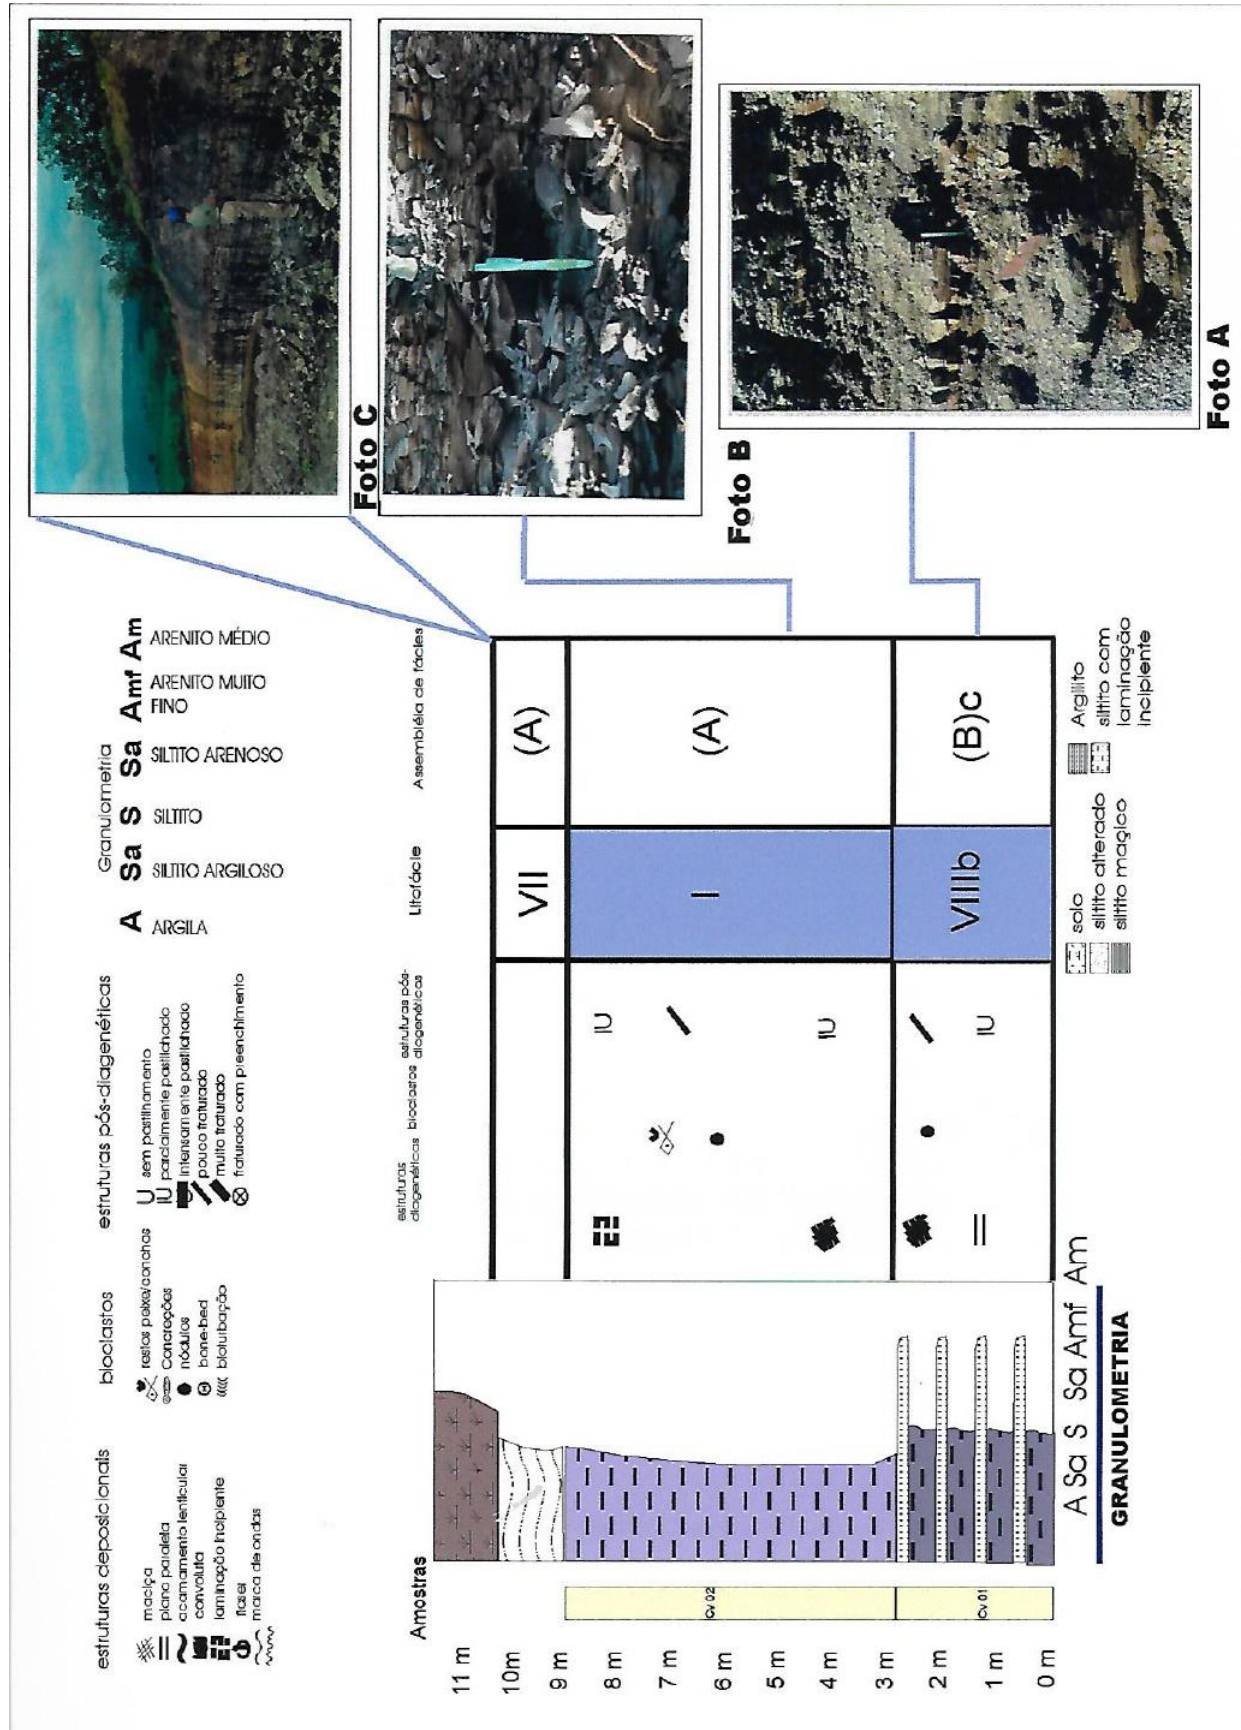 estruturas deposicionais
maciça
plano paralela
acamamento lenticular
convoluta
laminação incipiente
flaser
marca de ondas
bioclastos
restos peixe/conchas
Concreções
nódulos
bone-bed
bioturbação
estruturas pós-diagenéticas
U sem pastilhamento
IU parcialmente pastilhado
intensamente pastilhado
pouco fraturado
muito fraturado
fraturado com preenchimento
Granulometria
A Sa S Sa Amf Am
ARGILA
SILTITO ARGILOSO
SILTITO
SILTITO ARENOSO
ARENITO MUITO
FINO
ARENITO MÉDIO
Amostras
estruturas
diagenéticas
bioclastos
estruturas pós-
diagenéticas
Litofácie
Assembléia de fácies
11 m
10m
9 m
8 m
7 m
6 m
5 m
4 m
3 m
2 m
1 m
0 m
Cv 02
Cv 01
VII
(A)
IU
I
(A)
IU
VIIIb
(B)c
IU
A Sa S Sa Amf Am
GRANULOMETRIA
solo
siltito alterado
siltito maçico
Argilito
siltito com
laminação
incipiente
Foto C
Foto B
Foto A